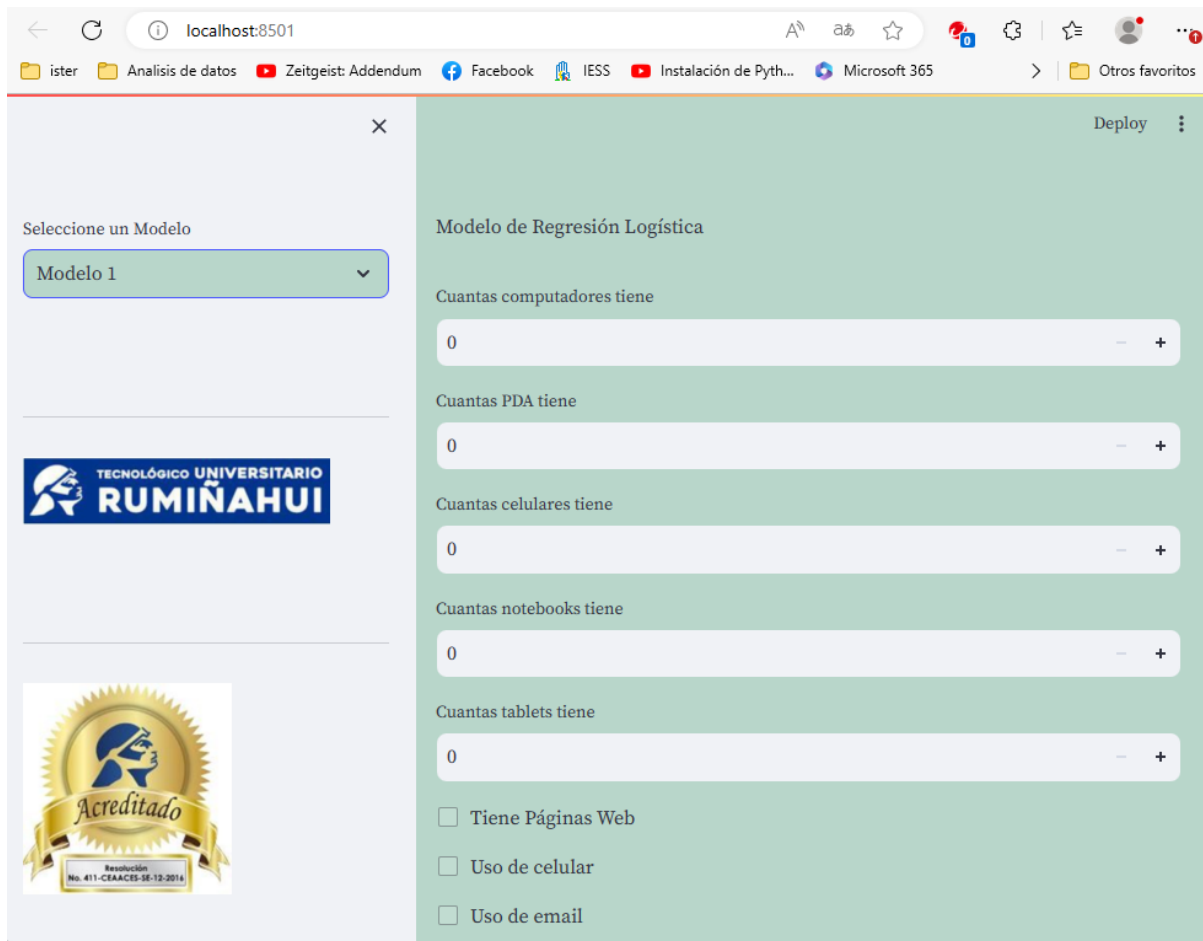 localhost:8501
ister
Analisis de datos
Zeitgeist: Addendum
Facebook
IESS
Instalación de Pyth...
Microsoft 365
Otros favoritos
Deploy
Seleccione un Modelo
Modelo 1
TECNOLÓGICO UNIVERSITARIO
RUMIÑAHUI
Acreditado
Resolución
No. 411-CEAACES-SE-12-2016
Modelo de Regresión Logística
Cuantas computadores tiene
0
Cuantas PDA tiene
0
Cuantas celulares tiene
0
Cuantas notebooks tiene
0
Cuantas tablets tiene
0
Tiene Páginas Web
Uso de celular
Uso de email